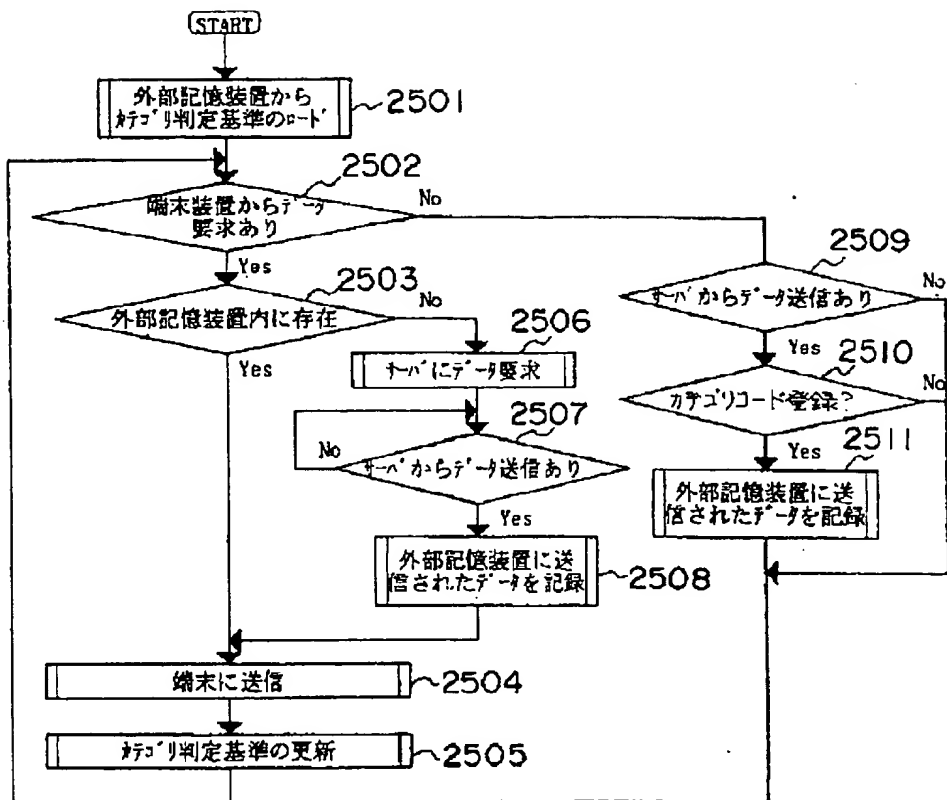 START
外部記憶装置から
ｶﾃｺﾞﾘ判定基準のﾛｰﾄﾞ
2501
2502
端末装置からﾃﾞｰﾀ
要求あり
No
Yes
2503
外部記憶装置内に存在
No
Yes
2506
ｻｰﾊﾞにﾃﾞｰﾀ要求
2507
ｻｰﾊﾞからﾃﾞｰﾀ送信あり
No
Yes
外部記憶装置に送
信されたﾃﾞｰﾀを記録
2508
2509
ｻｰﾊﾞからﾃﾞｰﾀ送信あり
No
Yes
2510
カテゴリコード登録?
No
Yes
2511
外部記憶装置に送
信されたﾃﾞｰﾀを記録
端末に送信
2504
ｶﾃｺﾞﾘ判定基準の更新
2505